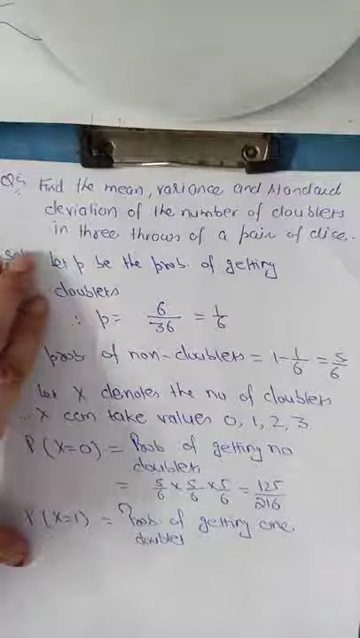 Q5 Find the mean, variance and standard
deviation of the number of doublets
in three throws of a pair of dice.
Sol. let p be the prob. of getting
doublets
∴ p = 6/36 = 1/6
prob of non-doublets = 1 - 1/6 = 5/6
let X denotes the no of doublets
∴ X can take values 0, 1, 2, 3
P(X=0) = Prob of getting no
doublets
= 5/6 × 5/6 × 5/6 = 125/216
P(X=1) = Prob. of getting one
doublet